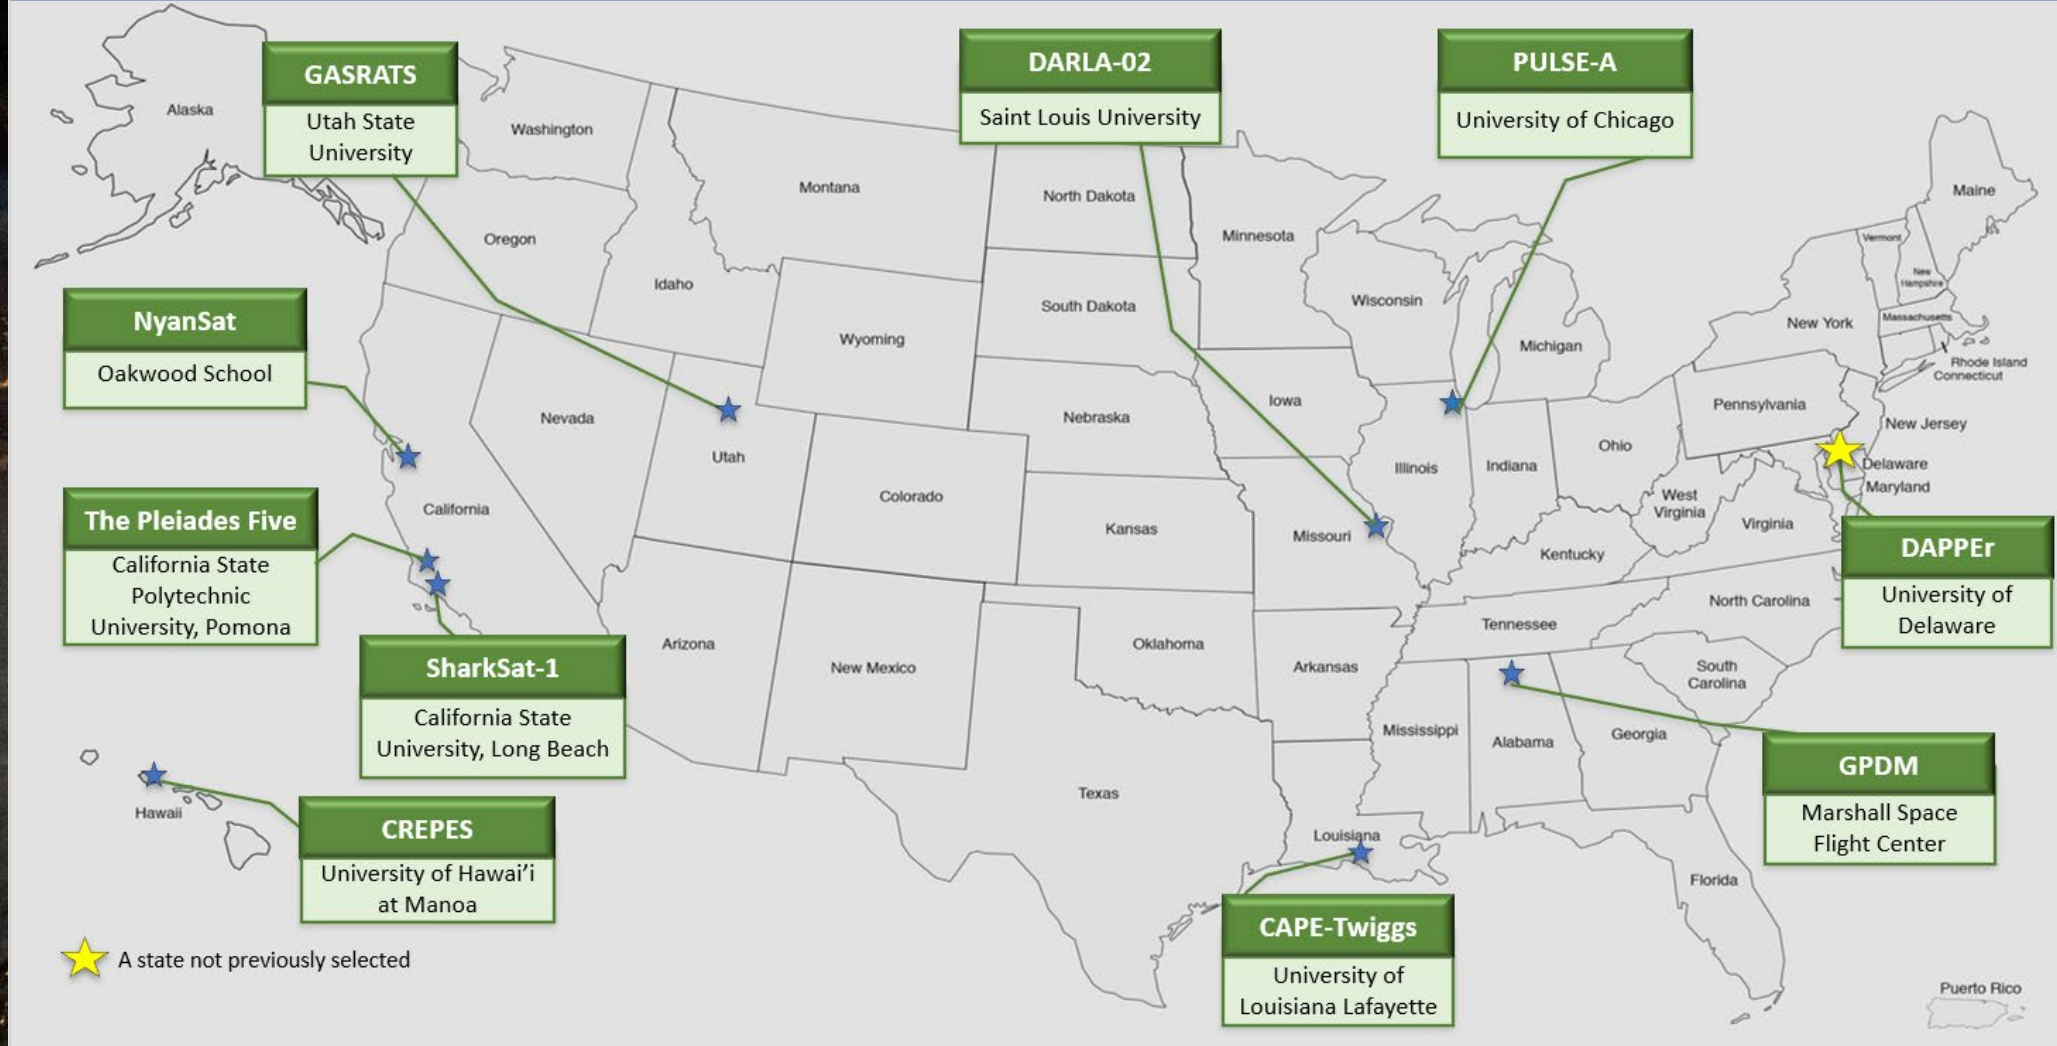 GASRATS
Utah State
University
DARLA-02
Saint Louis University
PULSE-A
University of Chicago
NyanSat
Oakwood School
The Pleiades Five
California State
Polytechnic
University, Pomona
SharkSat-1
California State
University, Long Beach
CREPES
University of Hawai’i
at Manoa
CAPE-Twiggs
University of
Louisiana Lafayette
GPDM
Marshall Space
Flight Center
DAPPEr
University of
Delaware
A state not previously selected
Alaska
Washington
Oregon
Idaho
Montana
Wyoming
North Dakota
South Dakota
Minnesota
Wisconsin
Michigan
Nebraska
Iowa
Nevada
Utah
Colorado
Kansas
California
Arizona
New Mexico
Oklahoma
Texas
Missouri
Illinois
Indiana
Ohio
Kentucky
Tennessee
Arkansas
Mississippi
Alabama
Georgia
Louisiana
Florida
South
Carolina
North Carolina
Virginia
West
Virginia
Pennsylvania
New York
Vermont
New
Hampshire
Maine
Massachusetts
Rhode Island
Connecticut
New Jersey
Delaware
Maryland
Hawaii
Puerto Rico